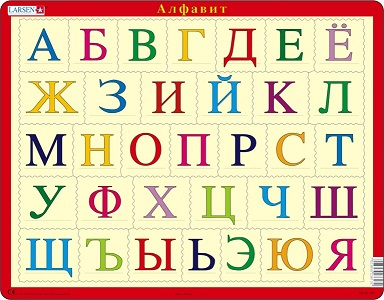 LARSEN
Алфавит
А Б В Г Д Е Ё
Ж З И Й К Л
М Н О П Р С Т
У Ф Х Ц Ч Ш
Щ Ъ Ы Ь Э Ю Я